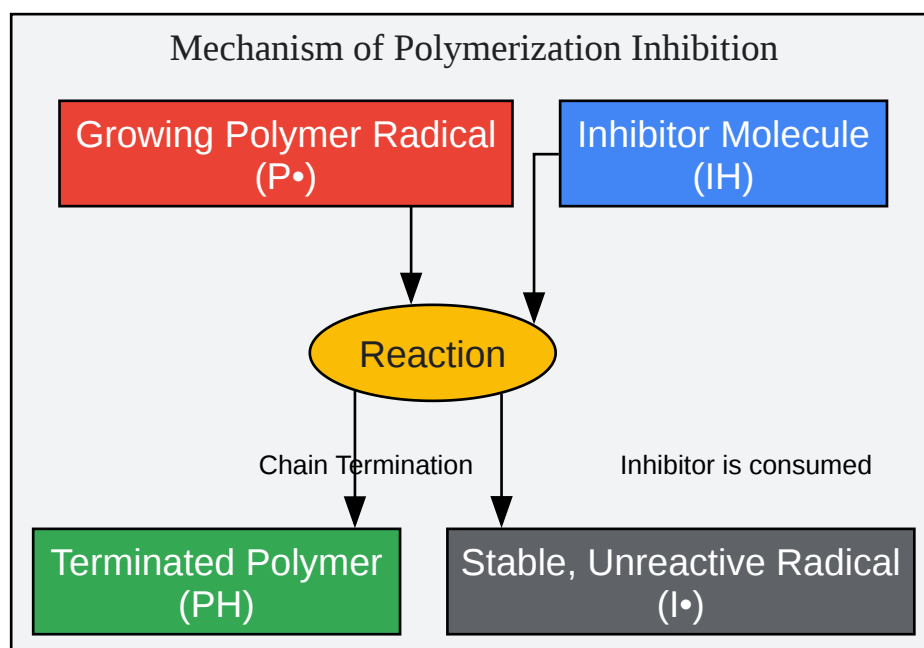 Mechanism of Polymerization Inhibition
Growing Polymer Radical
(P•)
Inhibitor Molecule
(IH)
Reaction
Chain Termination
Inhibitor is consumed
Terminated Polymer
(PH)
Stable, Unreactive Radical
(I•)